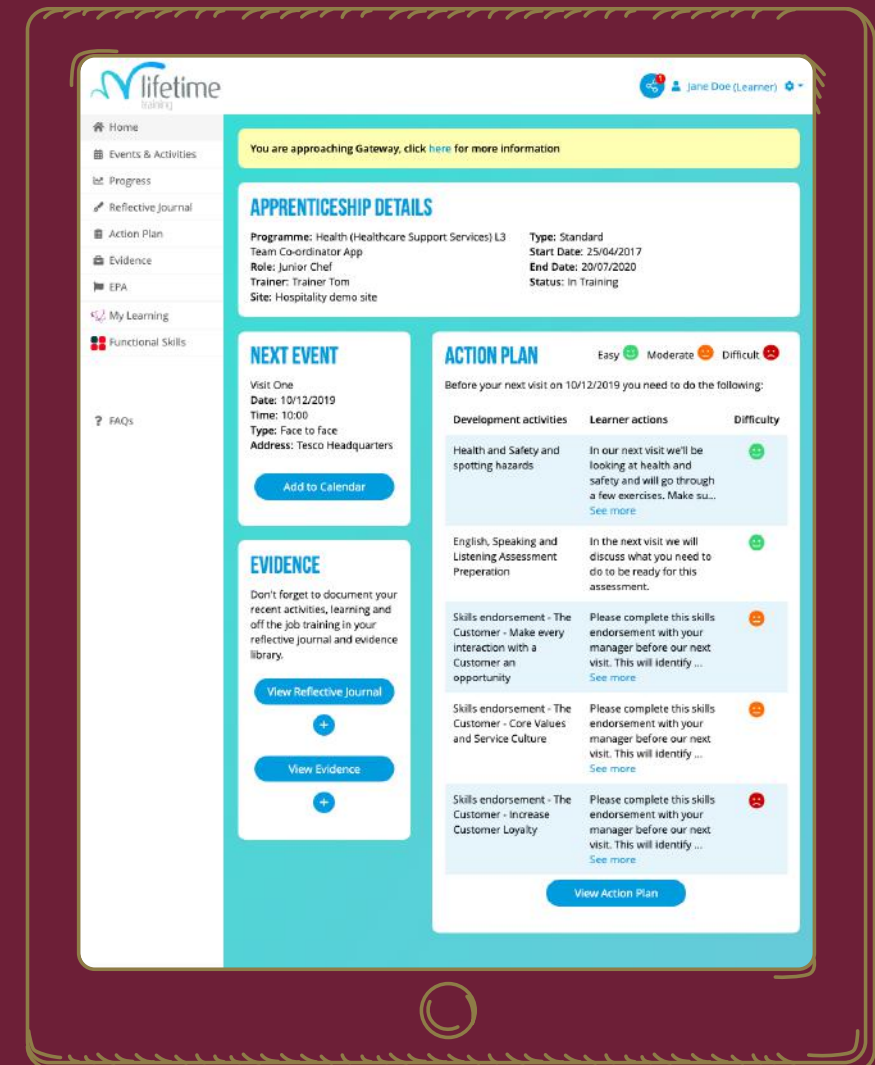 lifetime
training
1
Jane Doe (Learner)
Home
Events & Activities
Progress
Reflective Journal
Action Plan
Evidence
EPA
My Learning
Functional Skills
? FAQs
You are approaching Gateway, click here for more information
APPRENTICESHIP DETAILS
Programme: Health (Healthcare Support Services) L3
Team Co-ordinator App
Role: Junior Chef
Trainer: Trainer Tom
Site: Hospitality demo site
Type: Standard
Start Date: 25/04/2017
End Date: 20/07/2020
Status: In Training
NEXT EVENT
Visit One
Date: 10/12/2019
Time: 10:00
Type: Face to face
Address: Tesco Headquarters
Add to Calendar
EVIDENCE
Don't forget to document your
recent activities, learning and
off the job training in your
reflective journal and evidence
library.
View Reflective Journal
+
View Evidence
+
ACTION PLAN
Easy Moderate Difficult
Before your next visit on 10/12/2019 you need to do the following:
Development activities Learner actions Difficulty
Health and Safety and
spotting hazards
In our next visit we'll be
looking at health and
safety and will go through
a few exercises. Make su...
See more
English, Speaking and
Listening Assessment
Preperation
In the next visit we will
discuss what you need to
do to be ready for this
assessment.
Skills endorsement - The
Customer - Make every
interaction with a
Customer an
opportunity
Please complete this skills
endorsement with your
manager before our next
visit. This will identify ...
See more
Skills endorsement - The
Customer - Core Values
and Service Culture
Please complete this skills
endorsement with your
manager before our next
visit. This will identify ...
See more
Skills endorsement - The
Customer - Increase
Customer Loyalty
Please complete this skills
endorsement with your
manager before our next
visit. This will identify ...
See more
View Action Plan